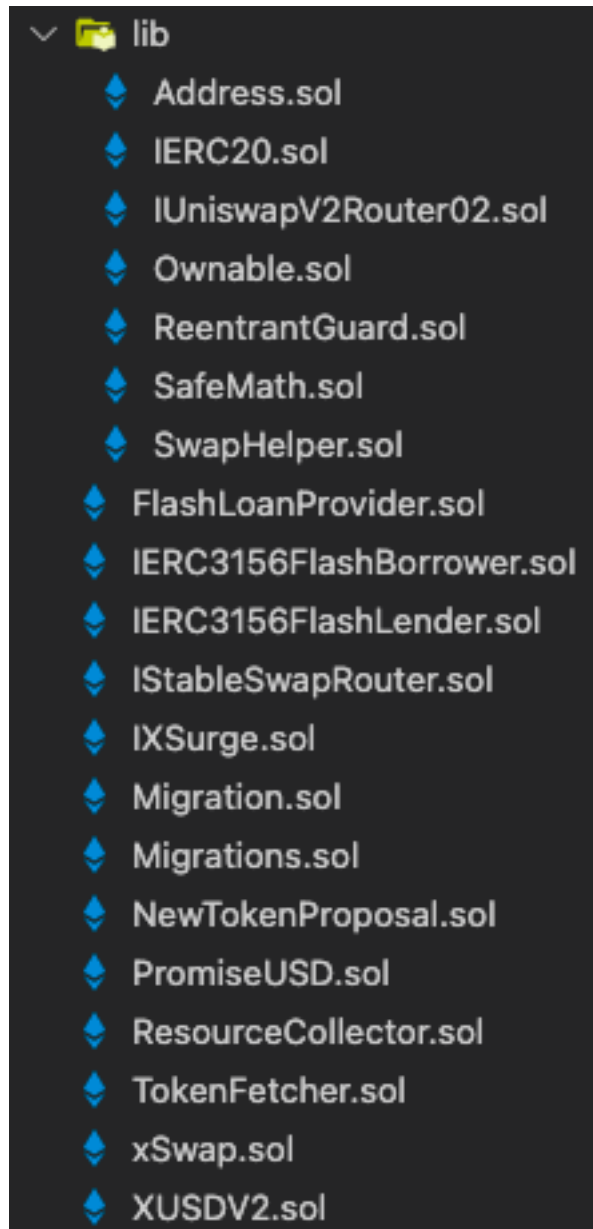 lib
Address.sol
IERC20.sol
IUniswapV2Router02.sol
Ownable.sol
ReentrantGuard.sol
SafeMath.sol
SwapHelper.sol
FlashLoanProvider.sol
IERC3156FlashBorrower.sol
IERC3156FlashLender.sol
IStableSwapRouter.sol
IXSurge.sol
Migration.sol
Migrations.sol
NewTokenProposal.sol
PromiseUSD.sol
ResourceCollector.sol
TokenFetcher.sol
xSwap.sol
XUSDV2.sol